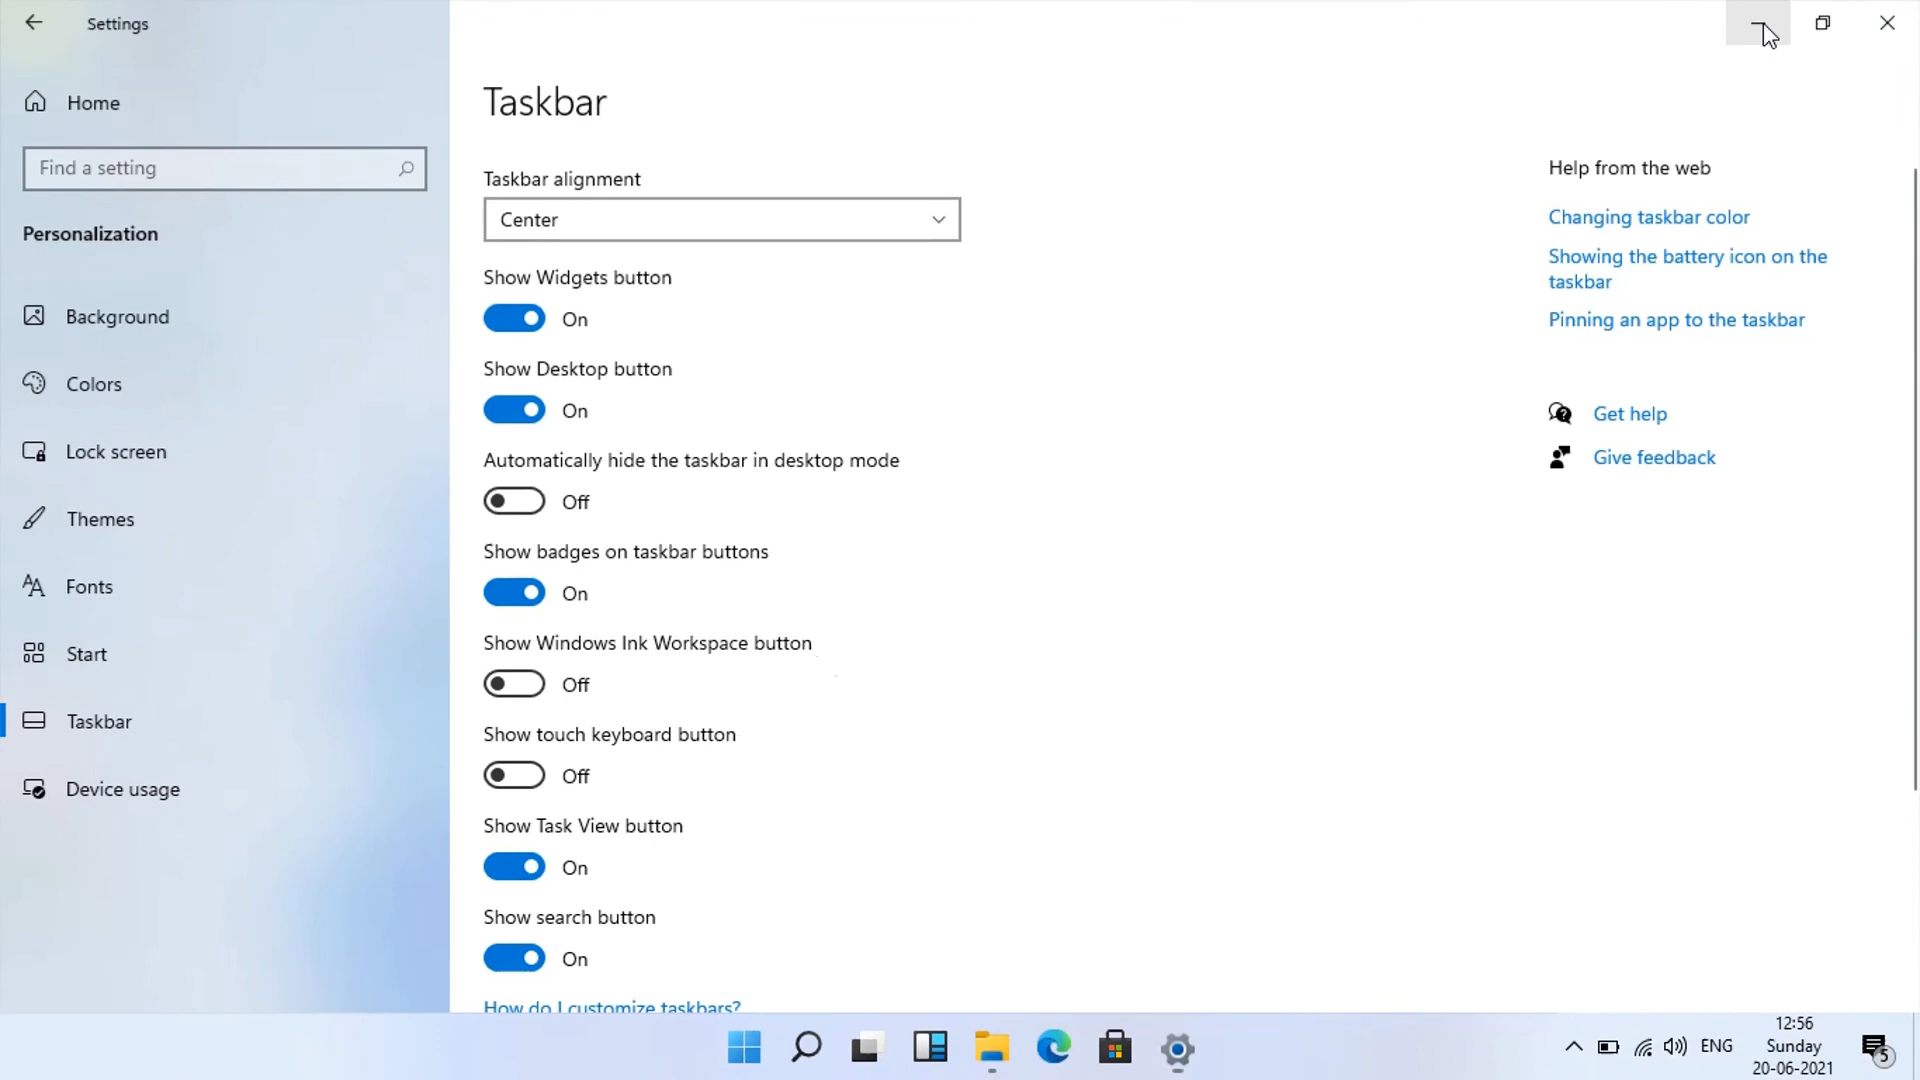 Settings
Home
Find a setting
Personalization
Background
Colors
Lock screen
Themes
Fonts
Start
Taskbar
Device usage
Taskbar
Taskbar alignment
Center
Show Widgets button
On
Show Desktop button
On
Automatically hide the taskbar in desktop mode
Off
Show badges on taskbar buttons
On
Show Windows Ink Workspace button
Off
Show touch keyboard button
Off
Show Task View button
On
Show search button
On
How do I customize taskbars?
Help from the web
Changing taskbar color
Showing the battery icon on the
taskbar
Pinning an app to the taskbar
Get help
Give feedback
ENG
12:56
Sunday
20-06-2021
5